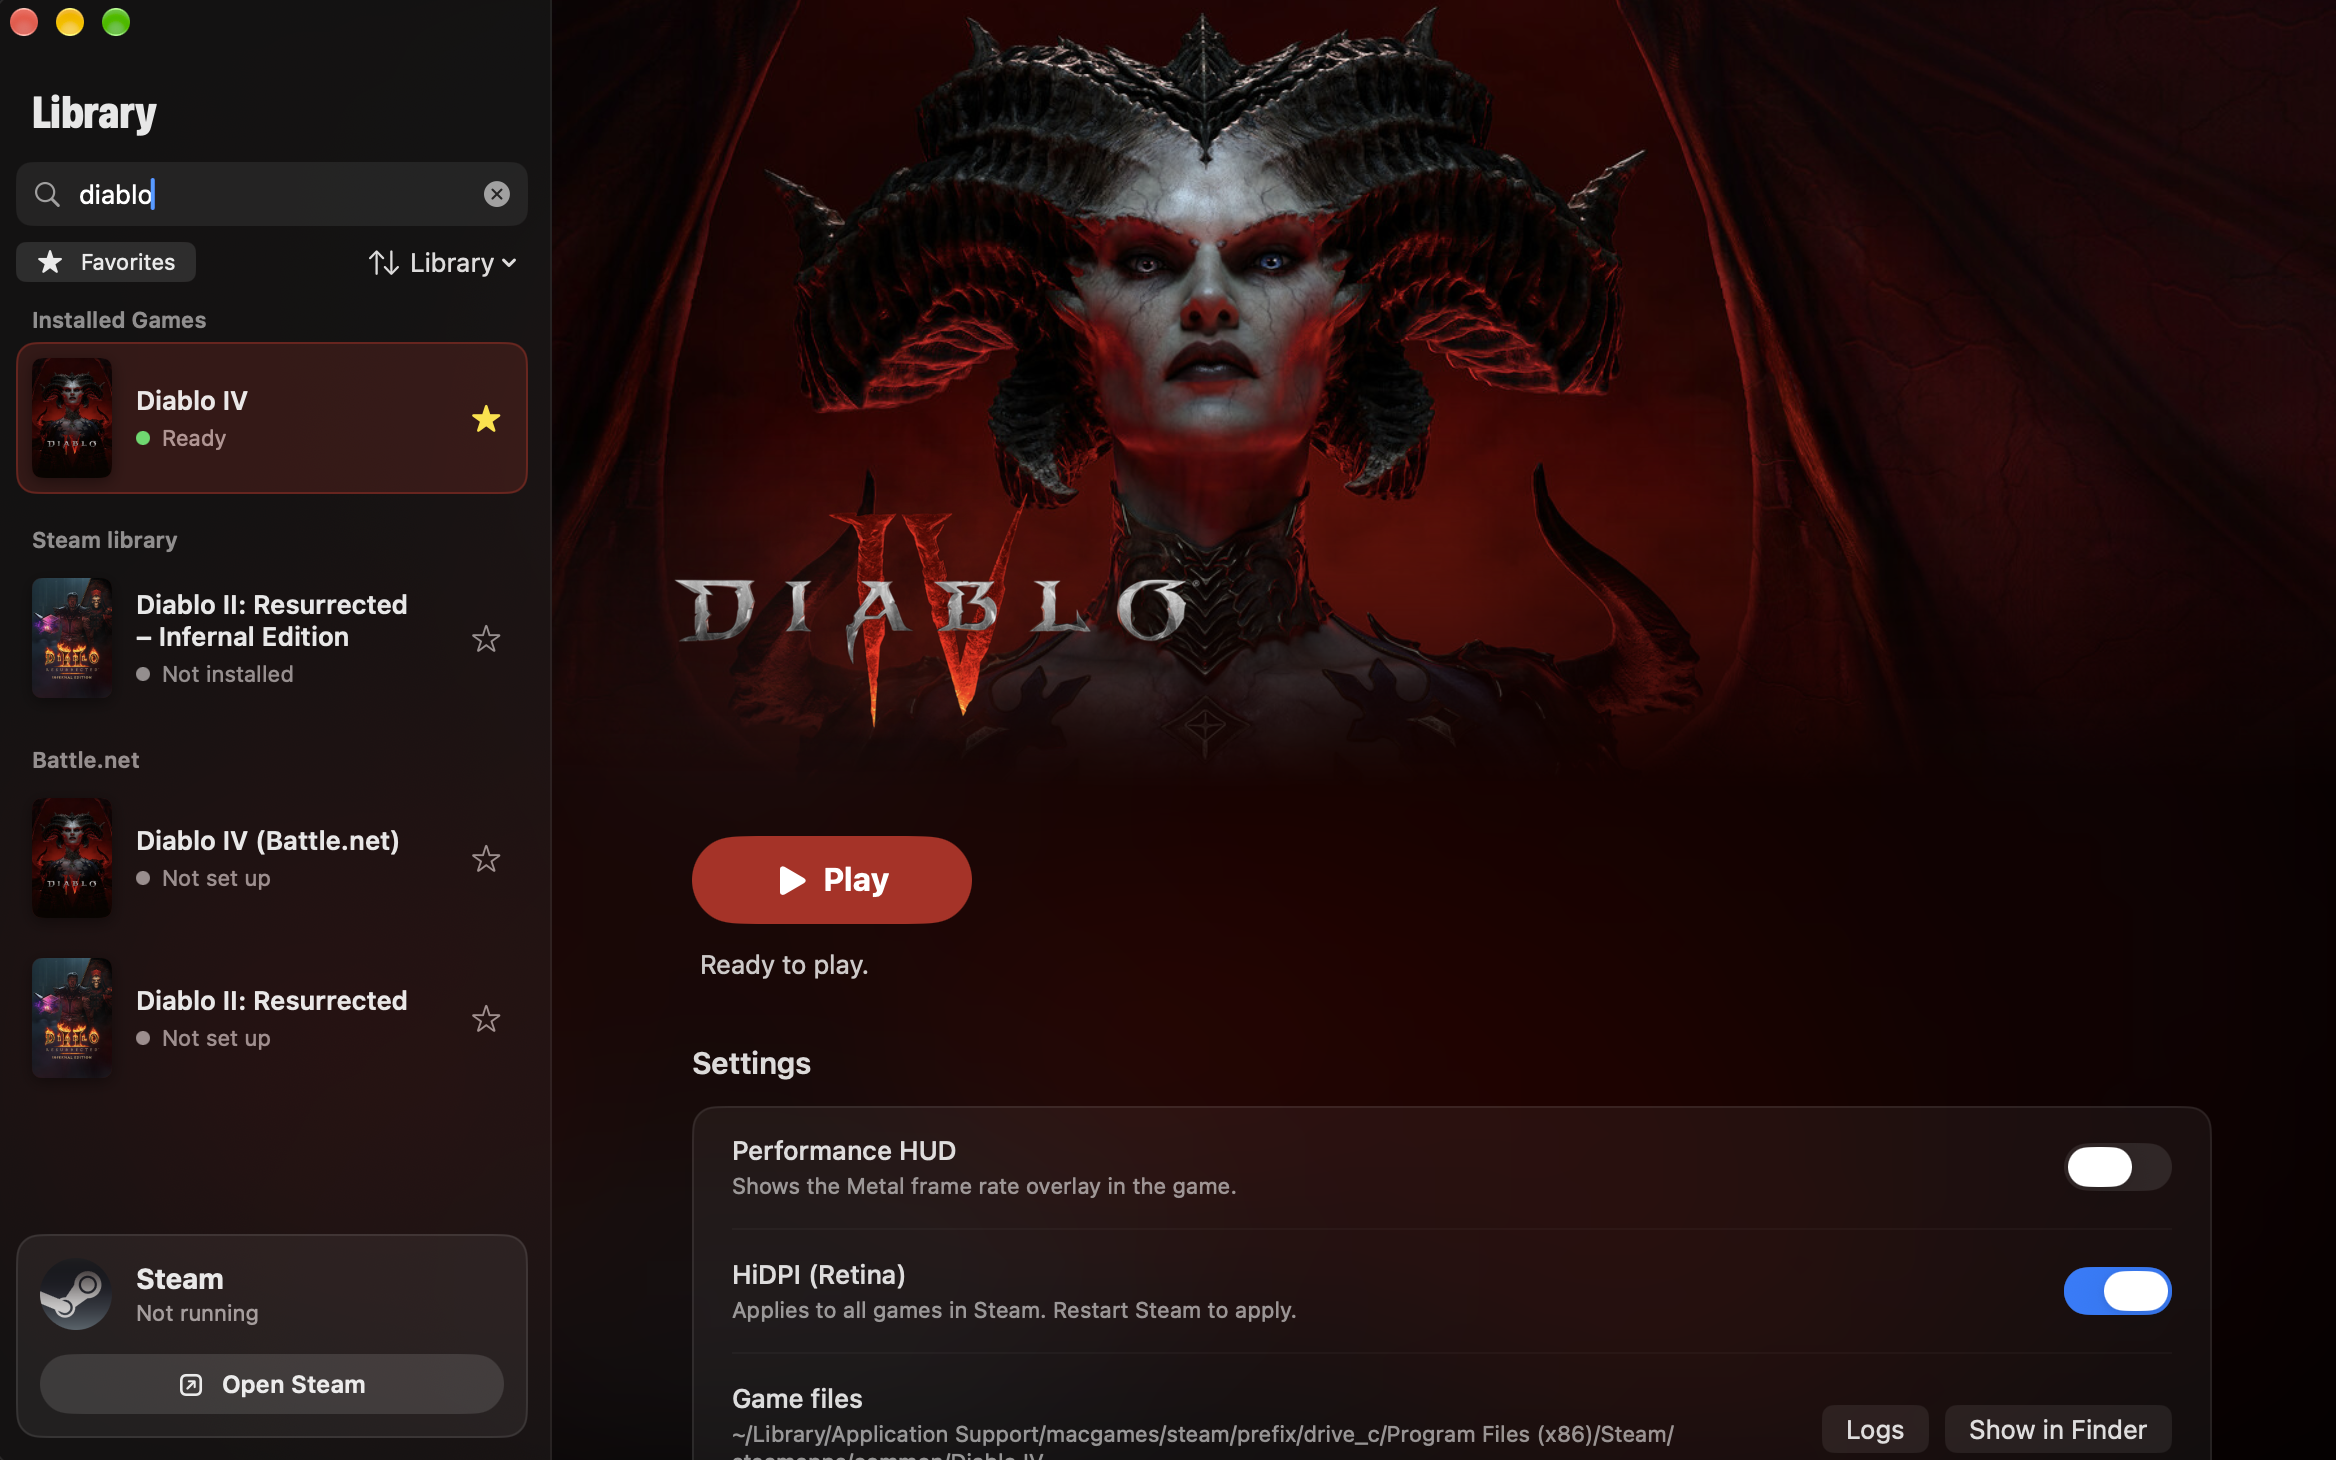 Library
diablo
Favorites
Library
Installed Games
Diablo IV
Ready
Steam library
Diablo II: Resurrected
– Infernal Edition
Not installed
Battle.net
Diablo IV (Battle.net)
Not set up
Diablo II: Resurrected
Not set up
Steam
Not running
Open Steam
DIABLO
IV
Play
Ready to play.
Settings
Performance HUD
Shows the Metal frame rate overlay in the game.
HiDPI (Retina)
Applies to all games in Steam. Restart Steam to apply.
Game files
~/Library/Application Support/macgames/steam/prefix/drive_c/Program Files (x86)/Steam/
steamapps/common/Diablo IV
Logs
Show in Finder